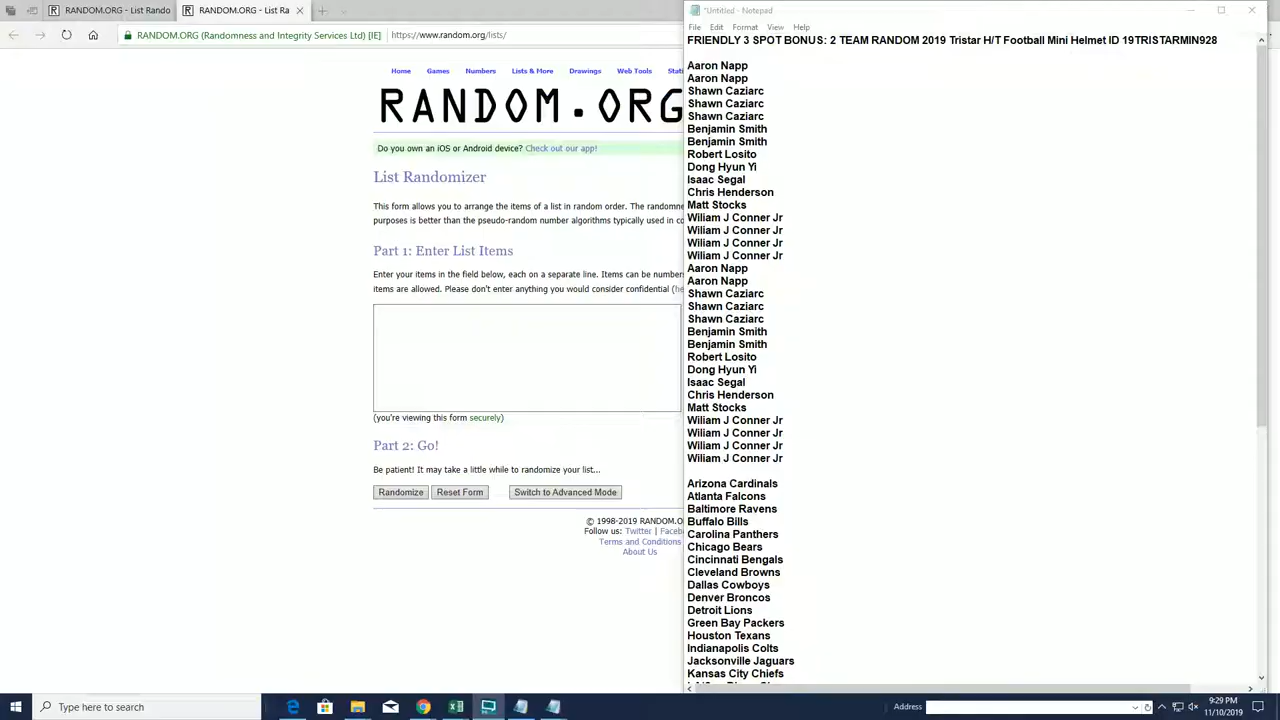 RANDOM.ORG - List Rando
RANDOM.ORG - List Ra
RANDOM.ORG (Randomness and Integrity Services Ltd) [IE]
https://www.random.org/lists/
Home Games Numbers Lists & More Drawings Web Tools Stati
RANDOM.ORG
Do you own an iOS or Android device? Check out our app!
List Randomizer
This form allows you to arrange the items of a list in random order. The randomne
purposes is better than the pseudo-random number algorithms typically used in co
Part 1: Enter List Items
Enter your items in the field below, each on a separate line. Items can be numbers
items are allowed. Please don't enter anything you would consider confidential (he
(you're viewing this form securely)
Part 2: Go!
Be patient! It may take a little while to randomize your list...
Randomize Reset Form Switch to Advanced Mode
© 1998-2019 RANDOM.O
Follow us: Twitter | Faceb
Terms and Conditions
About Us
*Untitled - Notepad
File Edit Format View Help
FRIENDLY 3 SPOT BONUS: 2 TEAM RANDOM 2019 Tristar H/T Football Mini Helmet ID 19TRISTARMIN928
Aaron Napp
Aaron Napp
Shawn Caziarc
Shawn Caziarc
Shawn Caziarc
Benjamin Smith
Benjamin Smith
Robert Losito
Dong Hyun Yi
Isaac Segal
Chris Henderson
Matt Stocks
Wiliam J Conner Jr
Wiliam J Conner Jr
Wiliam J Conner Jr
Wiliam J Conner Jr
Aaron Napp
Aaron Napp
Shawn Caziarc
Shawn Caziarc
Shawn Caziarc
Benjamin Smith
Benjamin Smith
Robert Losito
Dong Hyun Yi
Isaac Segal
Chris Henderson
Matt Stocks
Wiliam J Conner Jr
Wiliam J Conner Jr
Wiliam J Conner Jr
Wiliam J Conner Jr
Arizona Cardinals
Atlanta Falcons
Baltimore Ravens
Buffalo Bills
Carolina Panthers
Chicago Bears
Cincinnati Bengals
Cleveland Browns
Dallas Cowboys
Denver Broncos
Detroit Lions
Green Bay Packers
Houston Texans
Indianapolis Colts
Jacksonville Jaguars
Kansas City Chiefs
Type here to search
Address
9:29 PM
11/10/2019